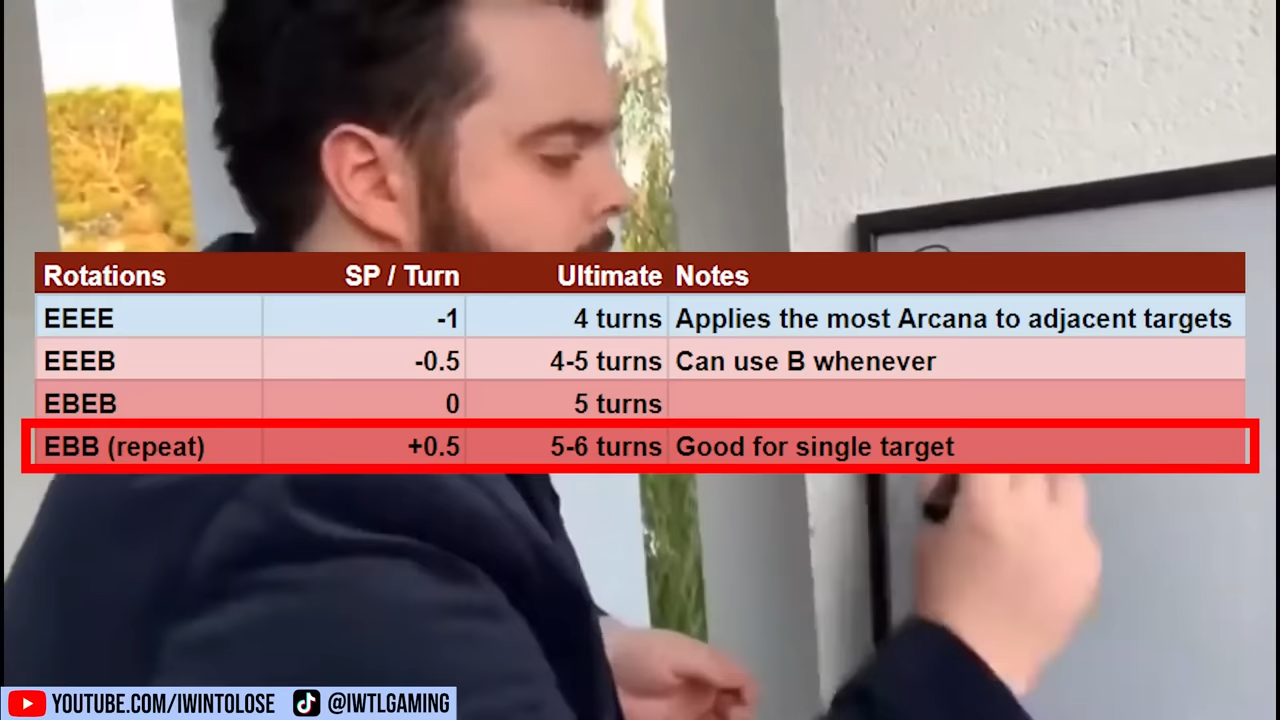 Rotations SP / Turn Ultimate Notes
EEEE -1 4 turns Applies the most Arcana to adjacent targets
EEEB -0.5 4-5 turns Can use B whenever
EBEB 0 5 turns
EBB (repeat) +0.5 5-6 turns Good for single target
YOUTUBE.COM/IWINTOLOSE @IWTLGAMING